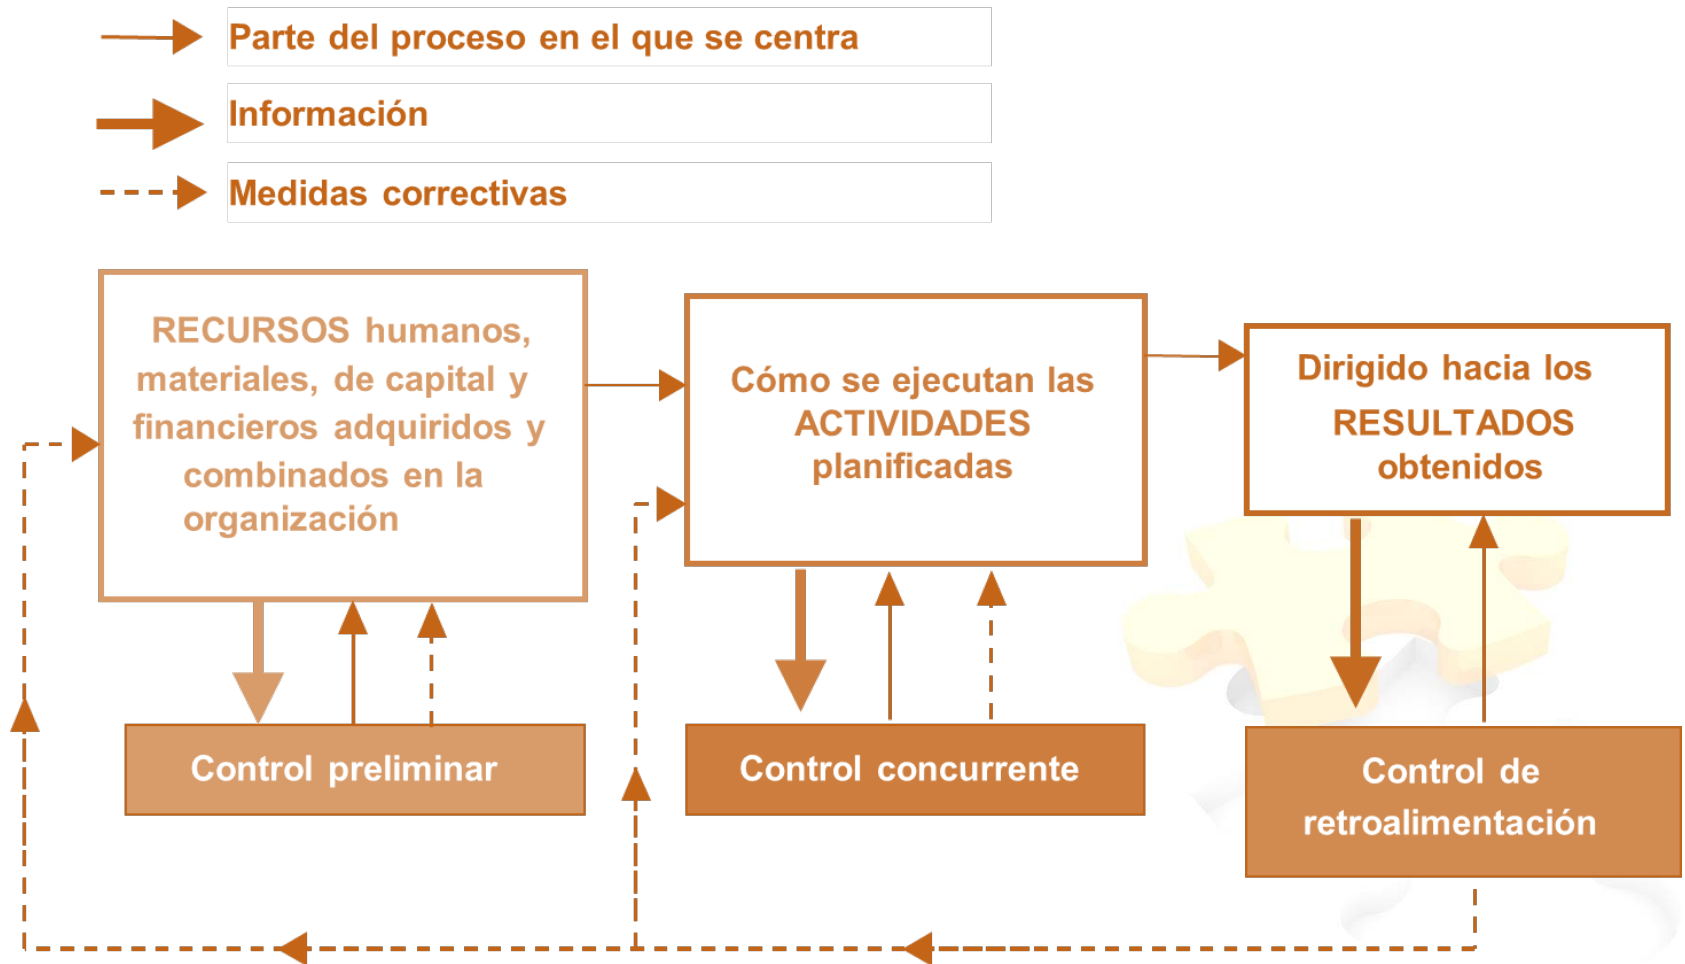 Parte del proceso en el que se centra
Información
Medidas correctivas
RECURSOS humanos,
materiales, de capital y
financieros adquiridos y
combinados en la
organización
Cómo se ejecutan las
ACTIVIDADES
planificadas
Dirigido hacia los
RESULTADOS
obtenidos
Control preliminar
Control concurrente
Control de
retroalimentación